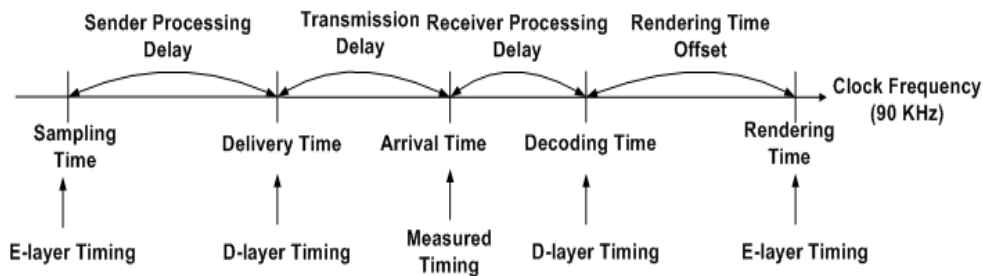 Sender Processing Delay
Transmission Delay
Receiver Processing Delay
Rendering Time Offset
Clock Frequency (90 KHz)
Sampling Time
Delivery Time
Arrival Time
Decoding Time
Rendering Time
E-layer Timing
D-layer Timing
Measured Timing
D-layer Timing
E-layer Timing